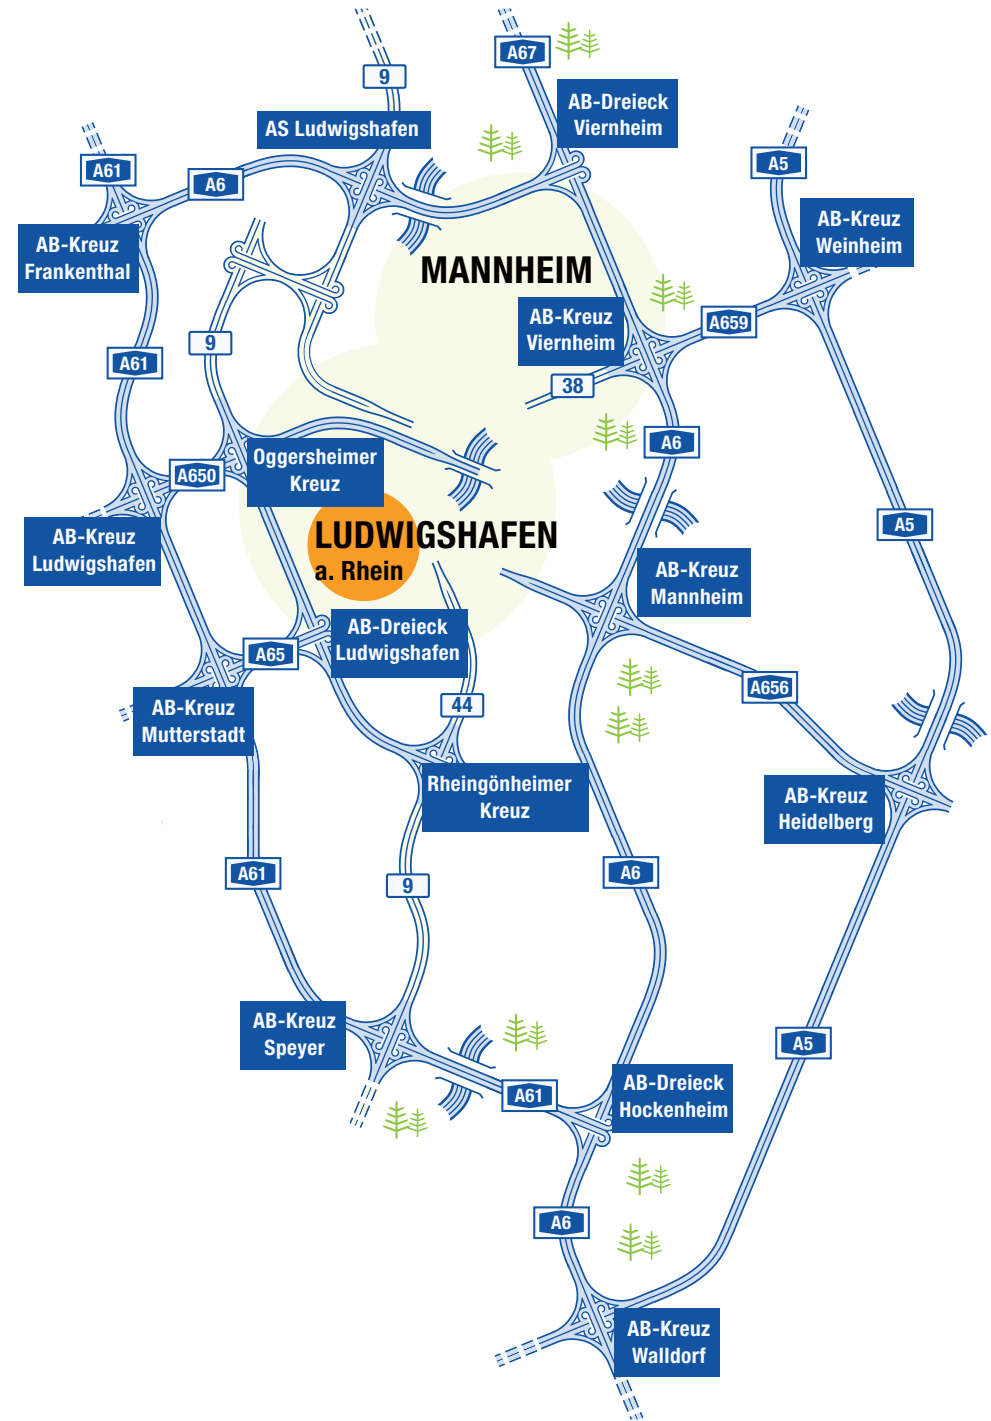 A67
9
AB-Dreieck
Viernheim
AS Ludwigshafen
A5
A61
A6
AB-Kreuz
Weinheim
AB-Kreuz
Frankenthal
MANNHEIM
AB-Kreuz
Viernheim
A659
9
A61
38
A6
Oggersheimer
Kreuz
A650
A5
LUDWIGSHAFEN
a. Rhein
AB-Kreuz
Ludwigshafen
AB-Kreuz
Mannheim
AB-Dreieck
Ludwigshafen
A65
A656
44
AB-Kreuz
Mutterstadt
Rheingönheimer
Kreuz
AB-Kreuz
Heidelberg
A61
A6
9
AB-Kreuz
Speyer
A5
AB-Dreieck
Hockenheim
A61
A6
AB-Kreuz
Walldorf